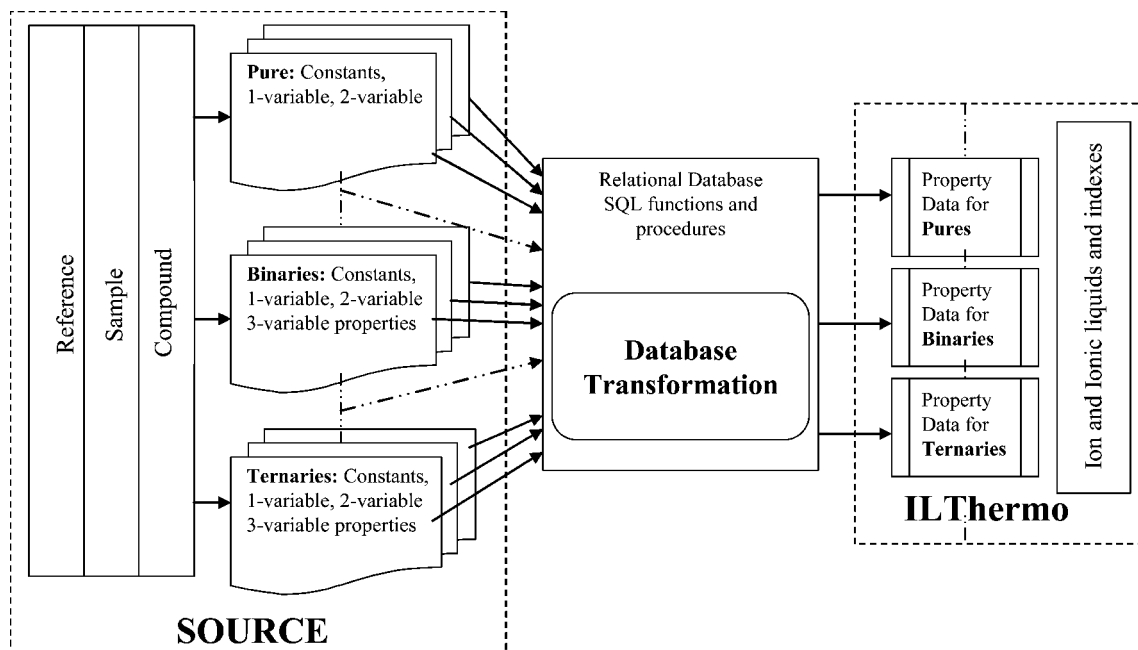 Reference
Sample
Compound
Pure: Constants,
1-variable, 2-variable
Binaries: Constants,
1-variable, 2-variable
3-variable properties
Ternaries: Constants,
1-variable, 2-variable
3-variable properties
SOURCE
Relational Database
SQL functions and
procedures
Database
Transformation
Property
Data for
Pures
Property
Data for
Binaries
Property
Data for
Ternaries
Ion and Ionic liquids and indexes
ILThermo